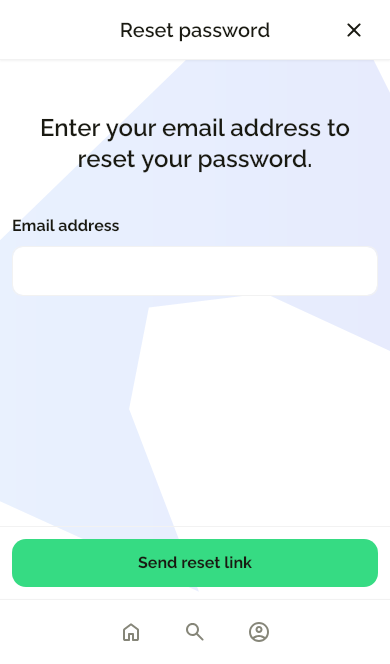 Reset password
Enter your email address to
reset your password.
Email address
Send reset link